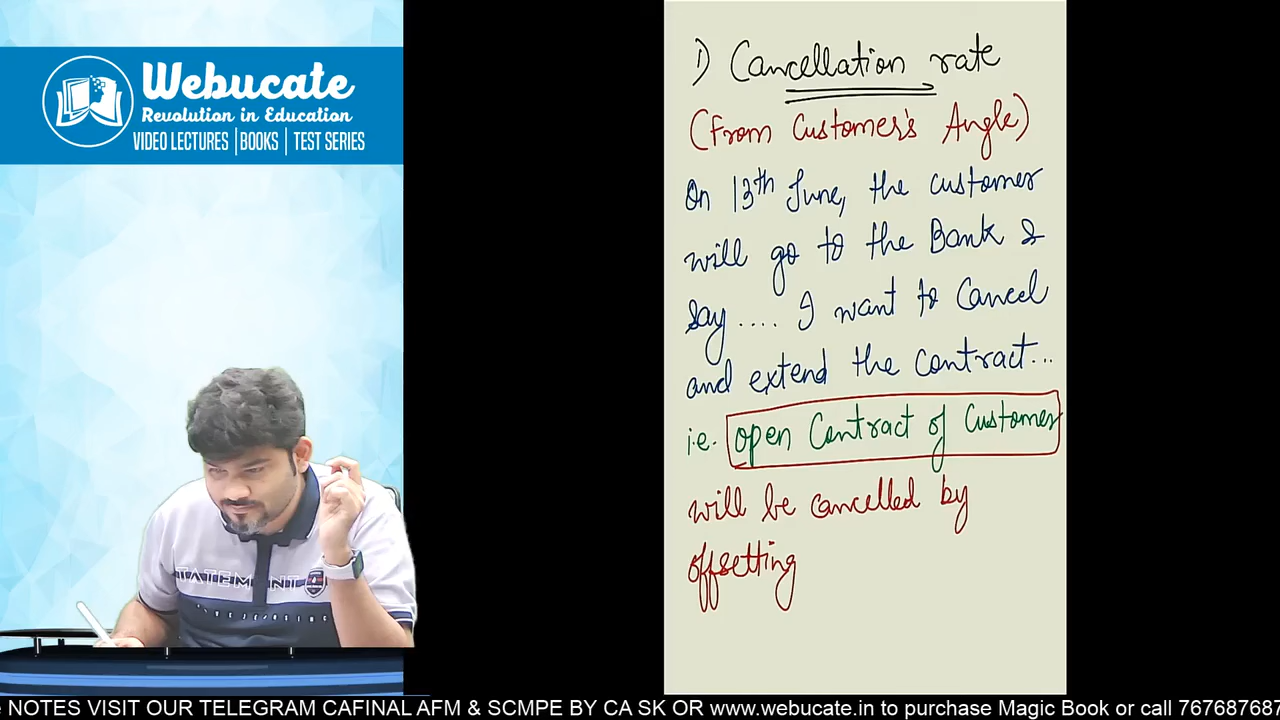 Webucate
Revolution in Education
VIDEO LECTURES | BOOKS | TEST SERIES
1) Cancellation rate
(From Customer's Angle)
On 13th June, the customer
will go to the Bank &
say .... I want to Cancel
and extend the contract...
i.e. open Contract of Customer
will be cancelled by
offsetting
TATEMENT
NOTES VISIT OUR TELEGRAM CAFINAL AFM & SCMPE BY CA SK OR www.webucate.in to purchase Magic Book or call 767687687